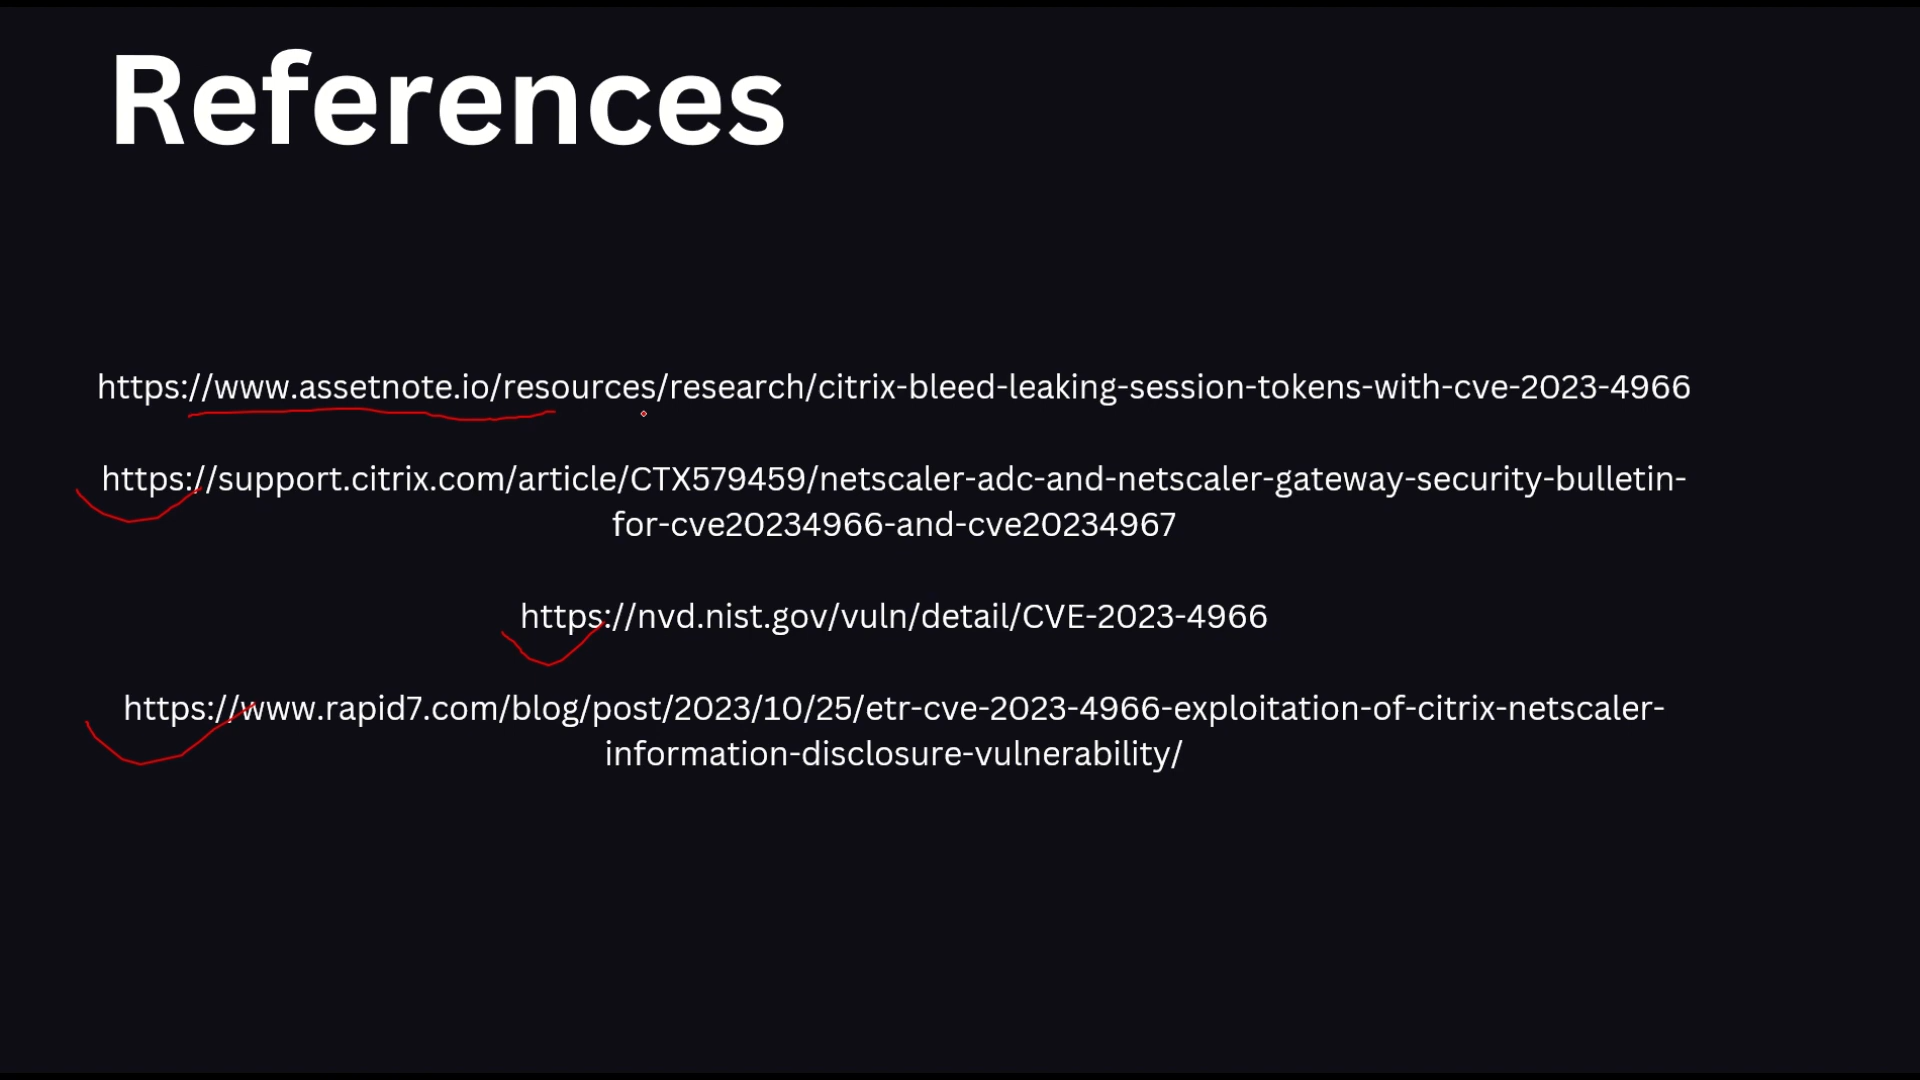 References
https://www.assetnote.io/resources/research/citrix-bleed-leaking-session-tokens-with-cve-2023-4966
https://support.citrix.com/article/CTX579459/netscaler-adc-and-netscaler-gateway-security-bulletin-
for-cve20234966-and-cve20234967
https://nvd.nist.gov/vuln/detail/CVE-2023-4966
https://www.rapid7.com/blog/post/2023/10/25/etr-cve-2023-4966-exploitation-of-citrix-netscaler-
information-disclosure-vulnerability/